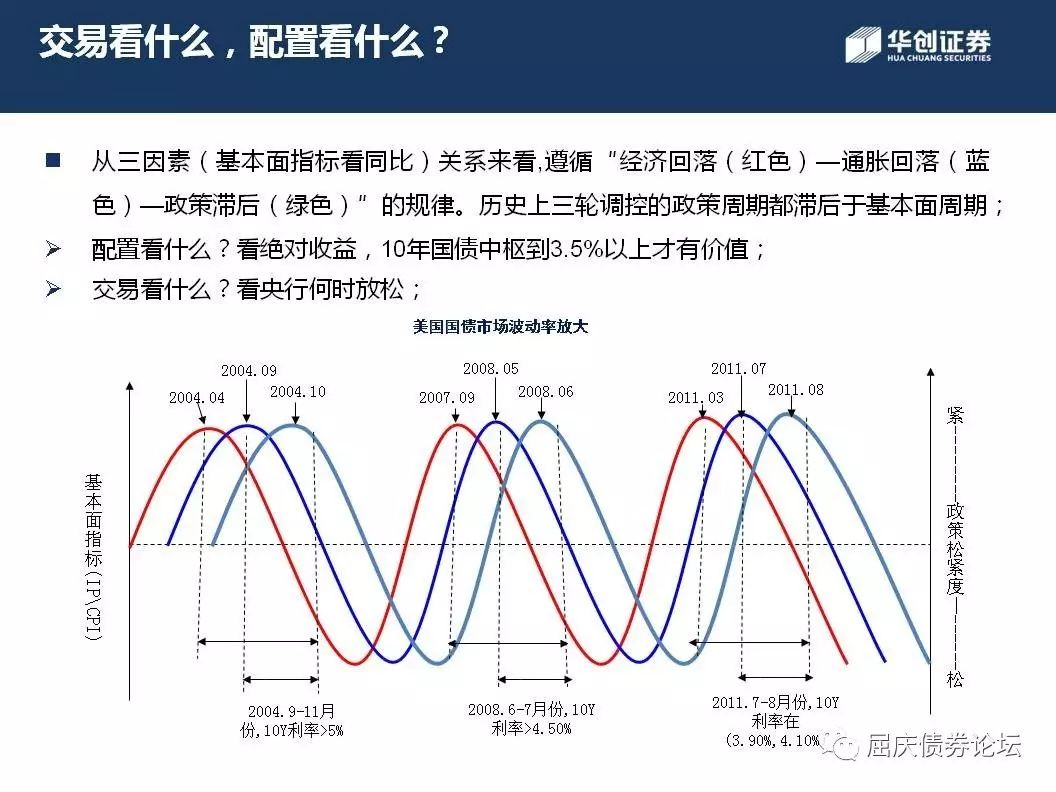 交易看什么，配置看什么？
华创证券
HUA CHUANG SECURITIES
■ 从三因素（基本面指标看同比）关系来看,遵循“经济回落（红色）—通胀回落（蓝
色）—政策滞后（绿色）”的规律。历史上三轮调控的政策周期都滞后于基本面周期；
➢ 配置看什么？看绝对收益，10年国债中枢到3.5%以上才有价值；
➢ 交易看什么？看央行何时放松；
美国国债市场波动率放大
2004.04
2004.09
2004.10
2007.09
2008.05
2008.06
2011.03
2011.07
2011.08
基本面指标(IP\CPI)
紧——————政策松紧度——————松
2004.9-11月
份,10Y利率>5%
2008.6-7月份,10Y
利率>4.50%
2011.7-8月份,10Y
利率在
(3.90%,4.10%
屈庆债券论坛